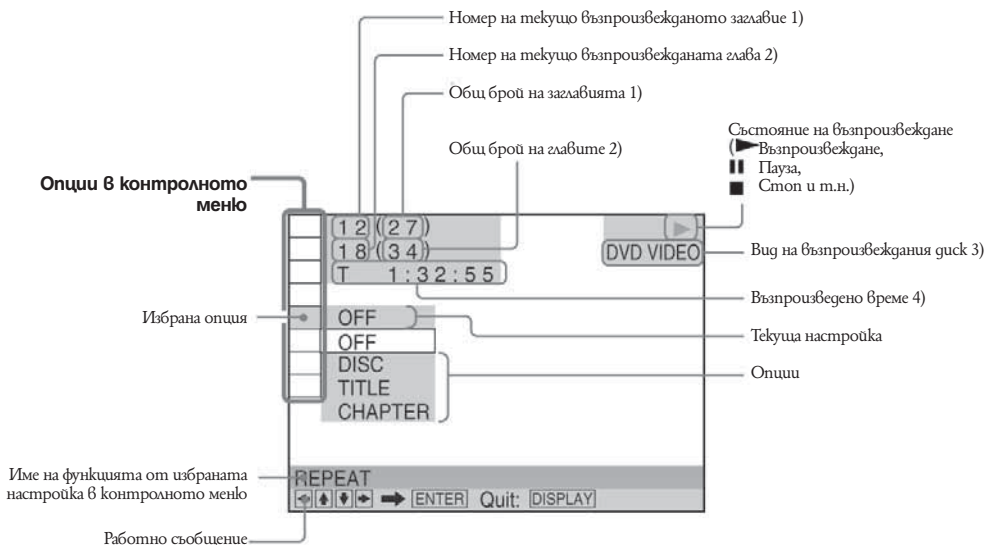 Номер на текущо възпроизвежданото заглавие 1)
Номер на текущо възпроизвежданата глава 2)
Общ брой на заглавията 1)
Общ брой на главите 2)
Състояние на възпроизвеждане
(▶Възпроизвеждане,
Пауза,
■ Стоп и т.н.)
Опции в контролното
меню
12(27)
18(34)
T 1:32:55
▶
DVD VIDEO
Вид на възпроизвеждания диск 3)
Възпроизведено време 4)
Избрана опция
OFF
Текуща настройка
OFF
DISC
TITLE
CHAPTER
Опции
Име на функцията от избраната
настройка в контролното меню
REPEAT
ENTER Quit: DISPLAY
Работно съобщение